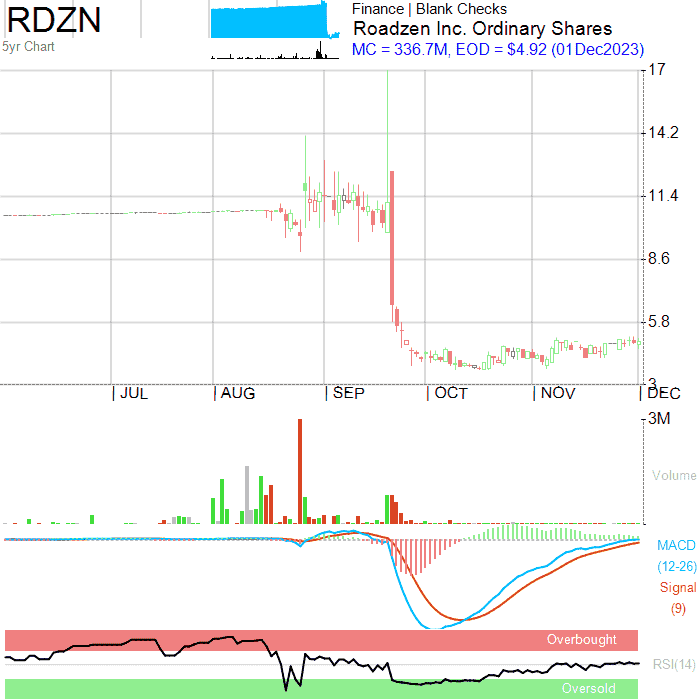 RDZN
5yr Chart
Finance | Blank Checks
Roadzen Inc. Ordinary Shares
MC = 336.7M, EOD = $4.92 (01Dec2023)
17
14.2
11.4
8.6
5.8
3
JUL
AUG
SEP
OCT
NOV
DEC
3M
Volume
MACD
(12-26)
Signal
(9)
Overbought
RSI(14)
Oversold